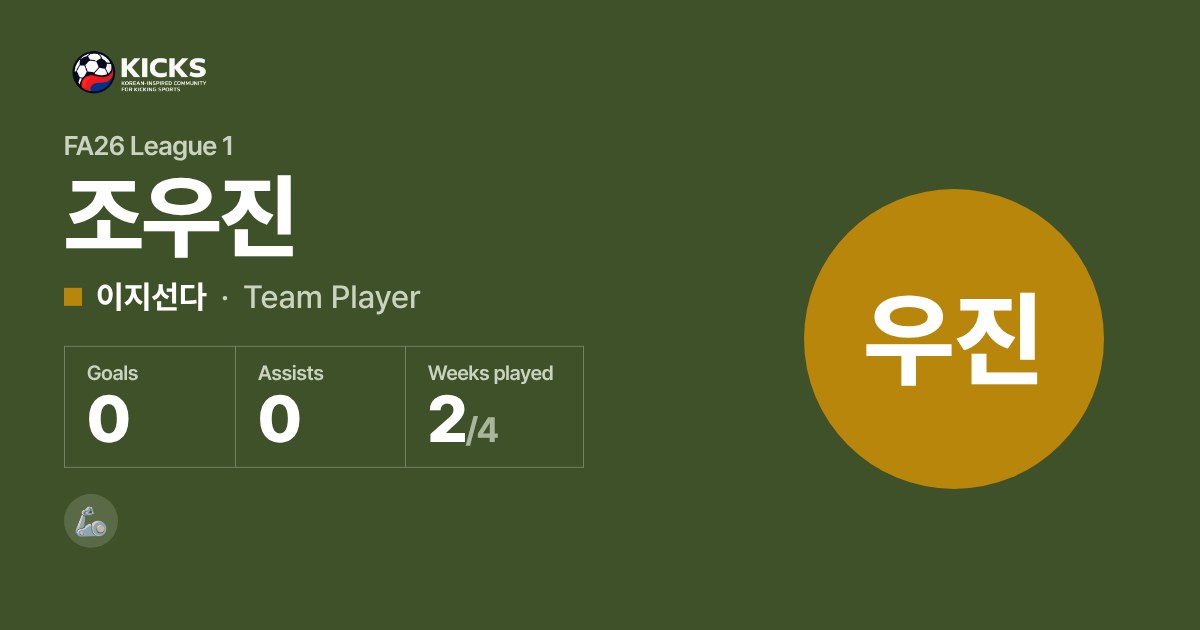 KICKS
KOREAN-INSPIRED COMMUNITY
FOR KICKING SPORTS
FA26 League 1
조우진
이지선다 · Team Player
Goals
0
Assists
0
Weeks played
2/4
우진